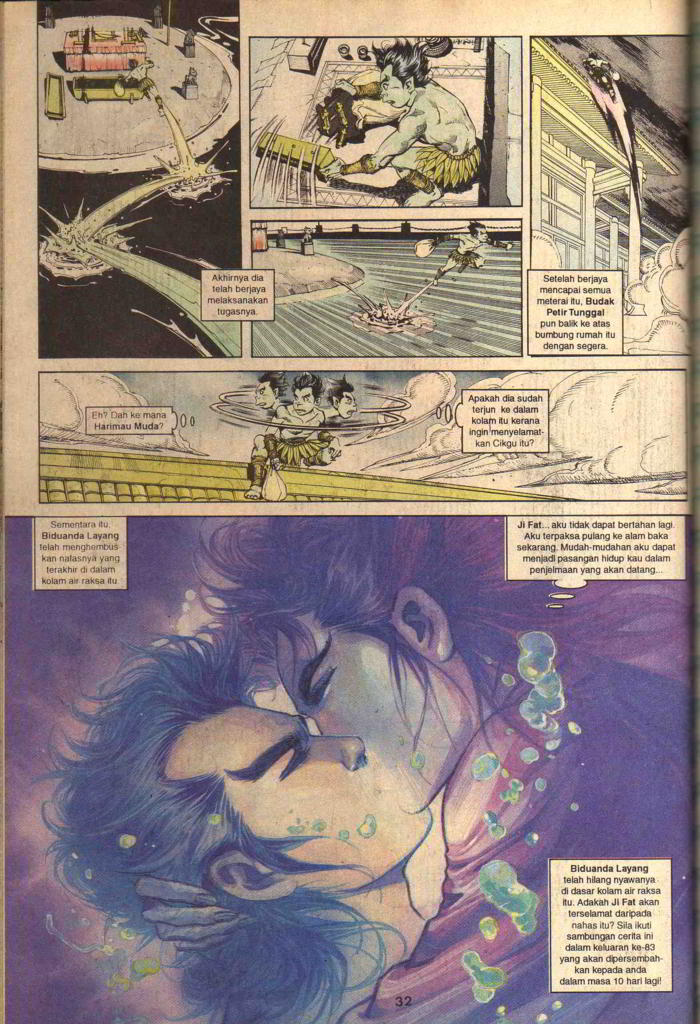 Akhirnya dia
telah berjaya
melaksanakan
tugasnya.
Setelah berjaya
mencapai semua
meterai itu, Budak
Petir Tunggal
pun balik ke atas
bumbung rumah itu
dengan segera.
Eh? Dah ke mana
Harimau Muda?
Apakah dia sudah
terjun ke dalam
kolam itu kerana
ingin menyelamat-
kan Cikgu itu?
Sementara itu,
Biduanda Layang
telah menghembus
kan nafasnya yang
terakhir di dalam
kolam air raksa itu.
Ji Fat... aku tidak dapat bertahan lagi.
Aku terpaksa pulang ke alam baka
sekarang. Mudah-mudahan aku dapat
menjadi pasangan hidup kau dalam
penjelmaan yang akan datang...
Biduanda Layang
telah hilang nyawanya
di dasar kolam air raksa
itu. Adakah Ji Fat akan
terselamat daripada
nahas itu? Sila ikuti
sambungan cerita ini
dalam keluaran ke-83
yang akan dipersembah-
kan kepada anda
dalam masa 10 hari lagi!
32